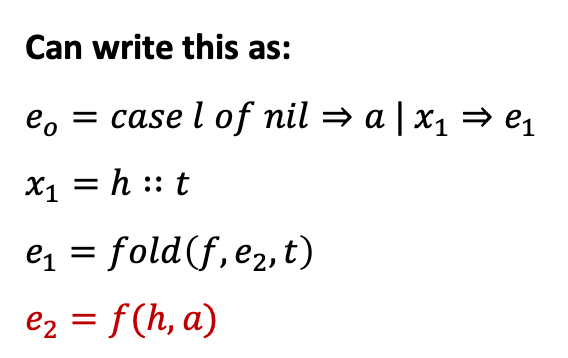 Can write this as:
e₀ = case l of nil ⇒ a | x₁ ⇒ e₁
x₁ = h :: t
e₁ = fold(f, e₂, t)
e₂ = f(h, a)